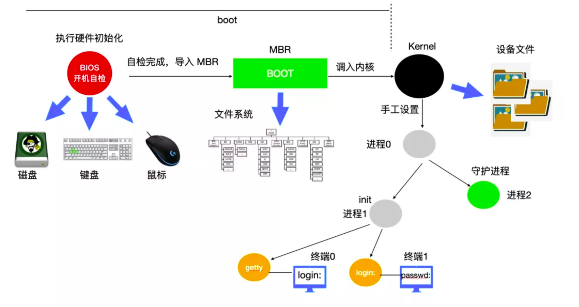 boot
执行硬件初始化
BIOS
开机自检
自检完成，导入 MBR
MBR
BOOT
调入内核
Kernel
设备文件
磁盘
键盘
鼠标
文件系统
手工设置
进程0
守护进程
进程2
init
进程1
getty
终端0
login:
login:
终端1
passwd: